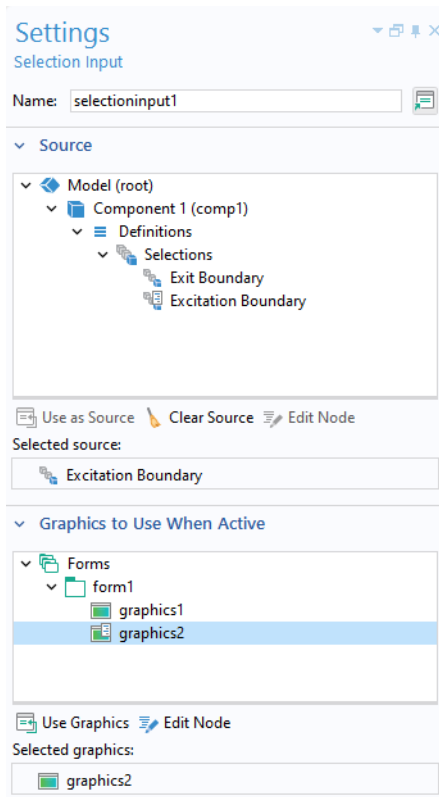 Settings
Selection Input
Name: selectioninput1
Source
Model (root)
Component 1 (comp1)
Definitions
Selections
Exit Boundary
Excitation Boundary
Use as Source Clear Source Edit Node
Selected source:
Excitation Boundary
Graphics to Use When Active
Forms
form1
graphics1
graphics2
Use Graphics Edit Node
Selected graphics:
graphics2